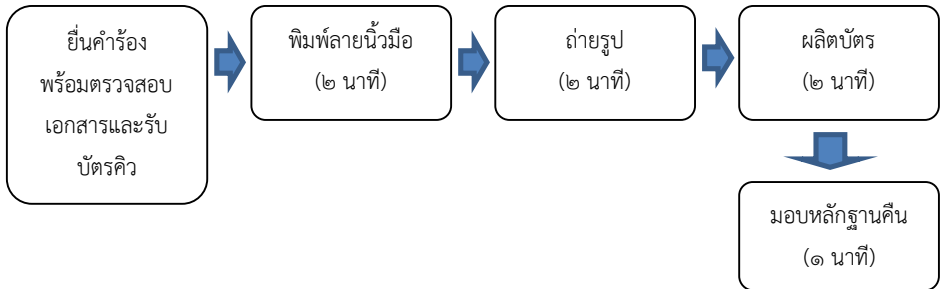 ยื่นคำร้อง
พร้อมตรวจสอบ
เอกสารและรับ
บัตรคิว
พิมพ์ลายนิ้วมือ
(๒ นาที)
ถ่ายรูป
(๒ นาที)
ผลิตบัตร
(๒ นาที)
มอบหลักฐานคืน
(๑ นาที)